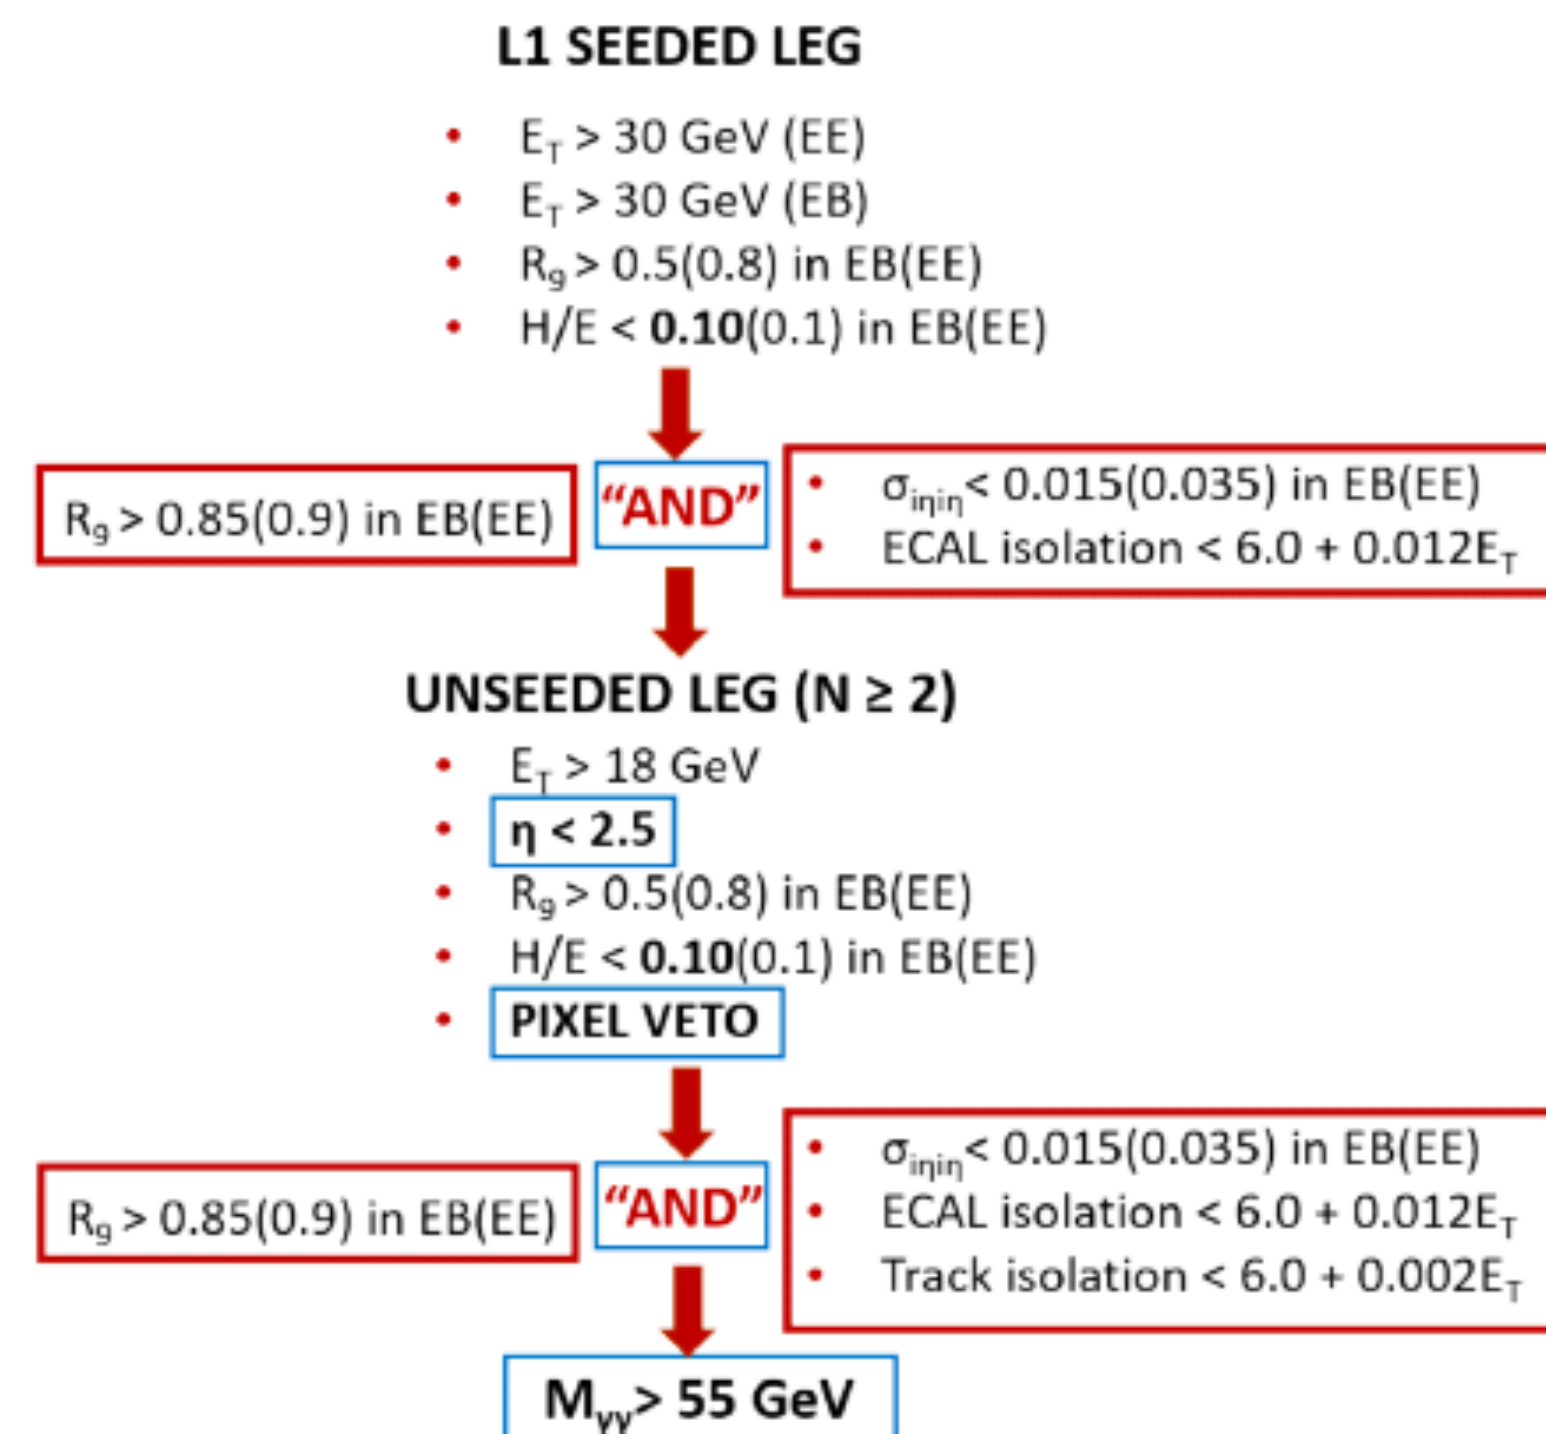 L1 SEEDED LEG
• E_T > 30 GeV (EE)
• E_T > 30 GeV (EB)
• R_9 > 0.5(0.8) in EB(EE)
• H/E < 0.10(0.1) in EB(EE)
R_9 > 0.85(0.9) in EB(EE)
“AND”
• σ_iηiη < 0.015(0.035) in EB(EE)
• ECAL isolation < 6.0 + 0.012E_T
UNSEEDED LEG (N ≥ 2)
• E_T > 18 GeV
• η < 2.5
• R_9 > 0.5(0.8) in EB(EE)
• H/E < 0.10(0.1) in EB(EE)
• PIXEL VETO
R_9 > 0.85(0.9) in EB(EE)
“AND”
• σ_iηiη < 0.015(0.035) in EB(EE)
• ECAL isolation < 6.0 + 0.012E_T
• Track isolation < 6.0 + 0.002E_T
M_γγ > 55 GeV